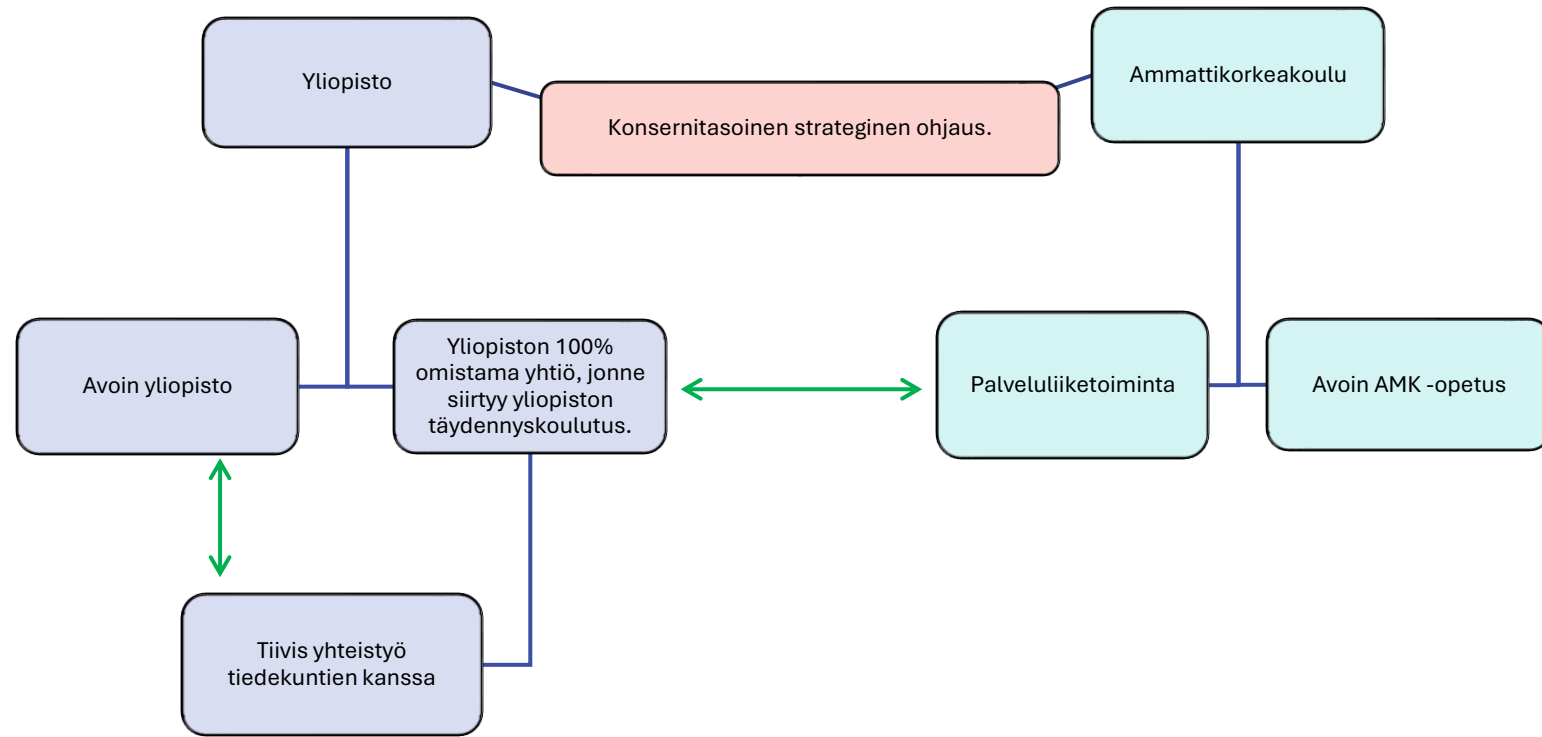 Yliopisto
Konsernitasoinen strateginen ohjaus.
Ammattikorkeakoulu
Avoin yliopisto
Yliopiston 100%
omistama yhtiö, jonne
siirtyy yliopiston
täydennyskoulutus.
Palveluliiketoiminta
Avoin AMK -opetus
Tiivis yhteistyö
tiedekuntien kanssa